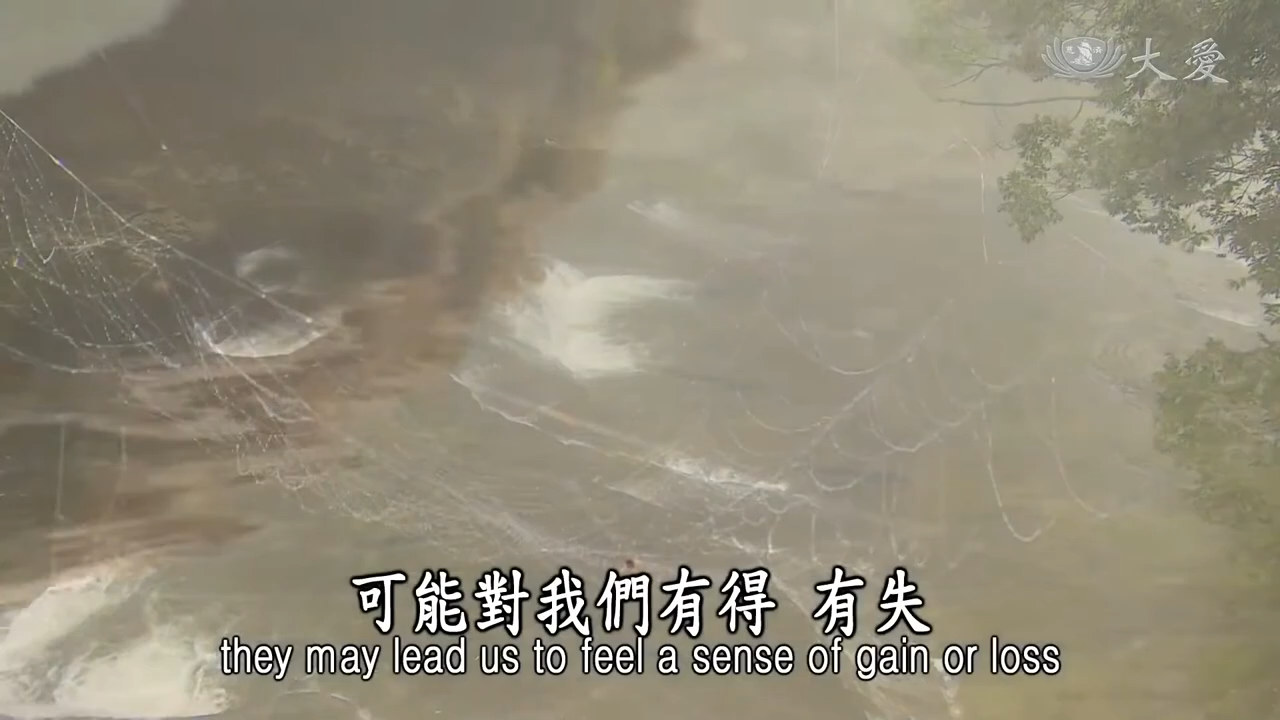 大愛
可能對我們有得 有失
they may lead us to feel a sense of gain or loss